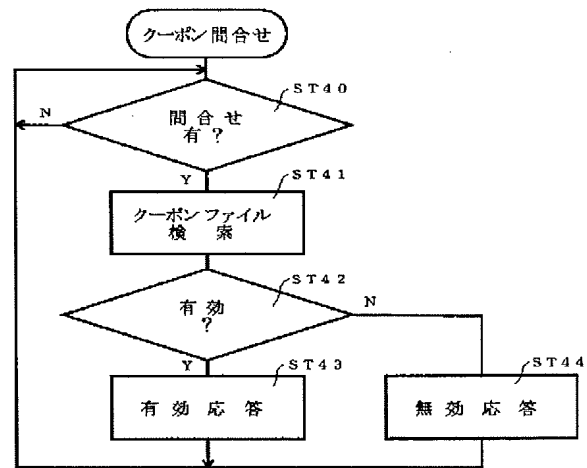 クーポン問合せ
ST40
N
問合せ
有?
Y
ST41
クーポンファイル
検索
ST42
有効
?
N
Y
ST43
有効応答
ST44
無効応答